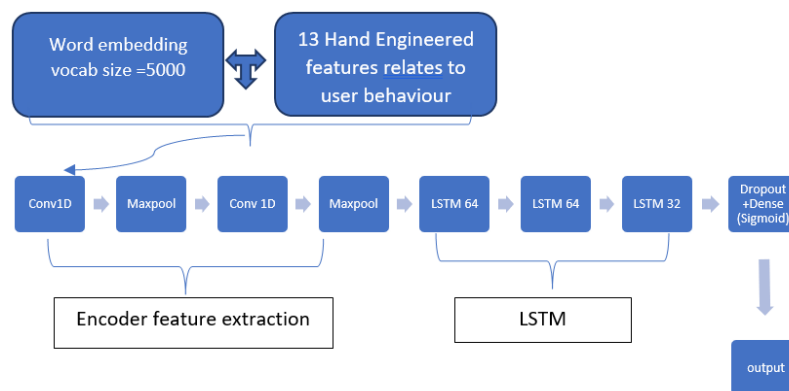 Word embedding
vocab size =5000
13 Hand Engineered
features relates to
user behaviour
Conv1D
Maxpool
Conv 1D
Maxpool
LSTM 64
LSTM 64
LSTM 32
Dropout
+Dense
(Sigmoid)
Encoder feature extraction
LSTM
output